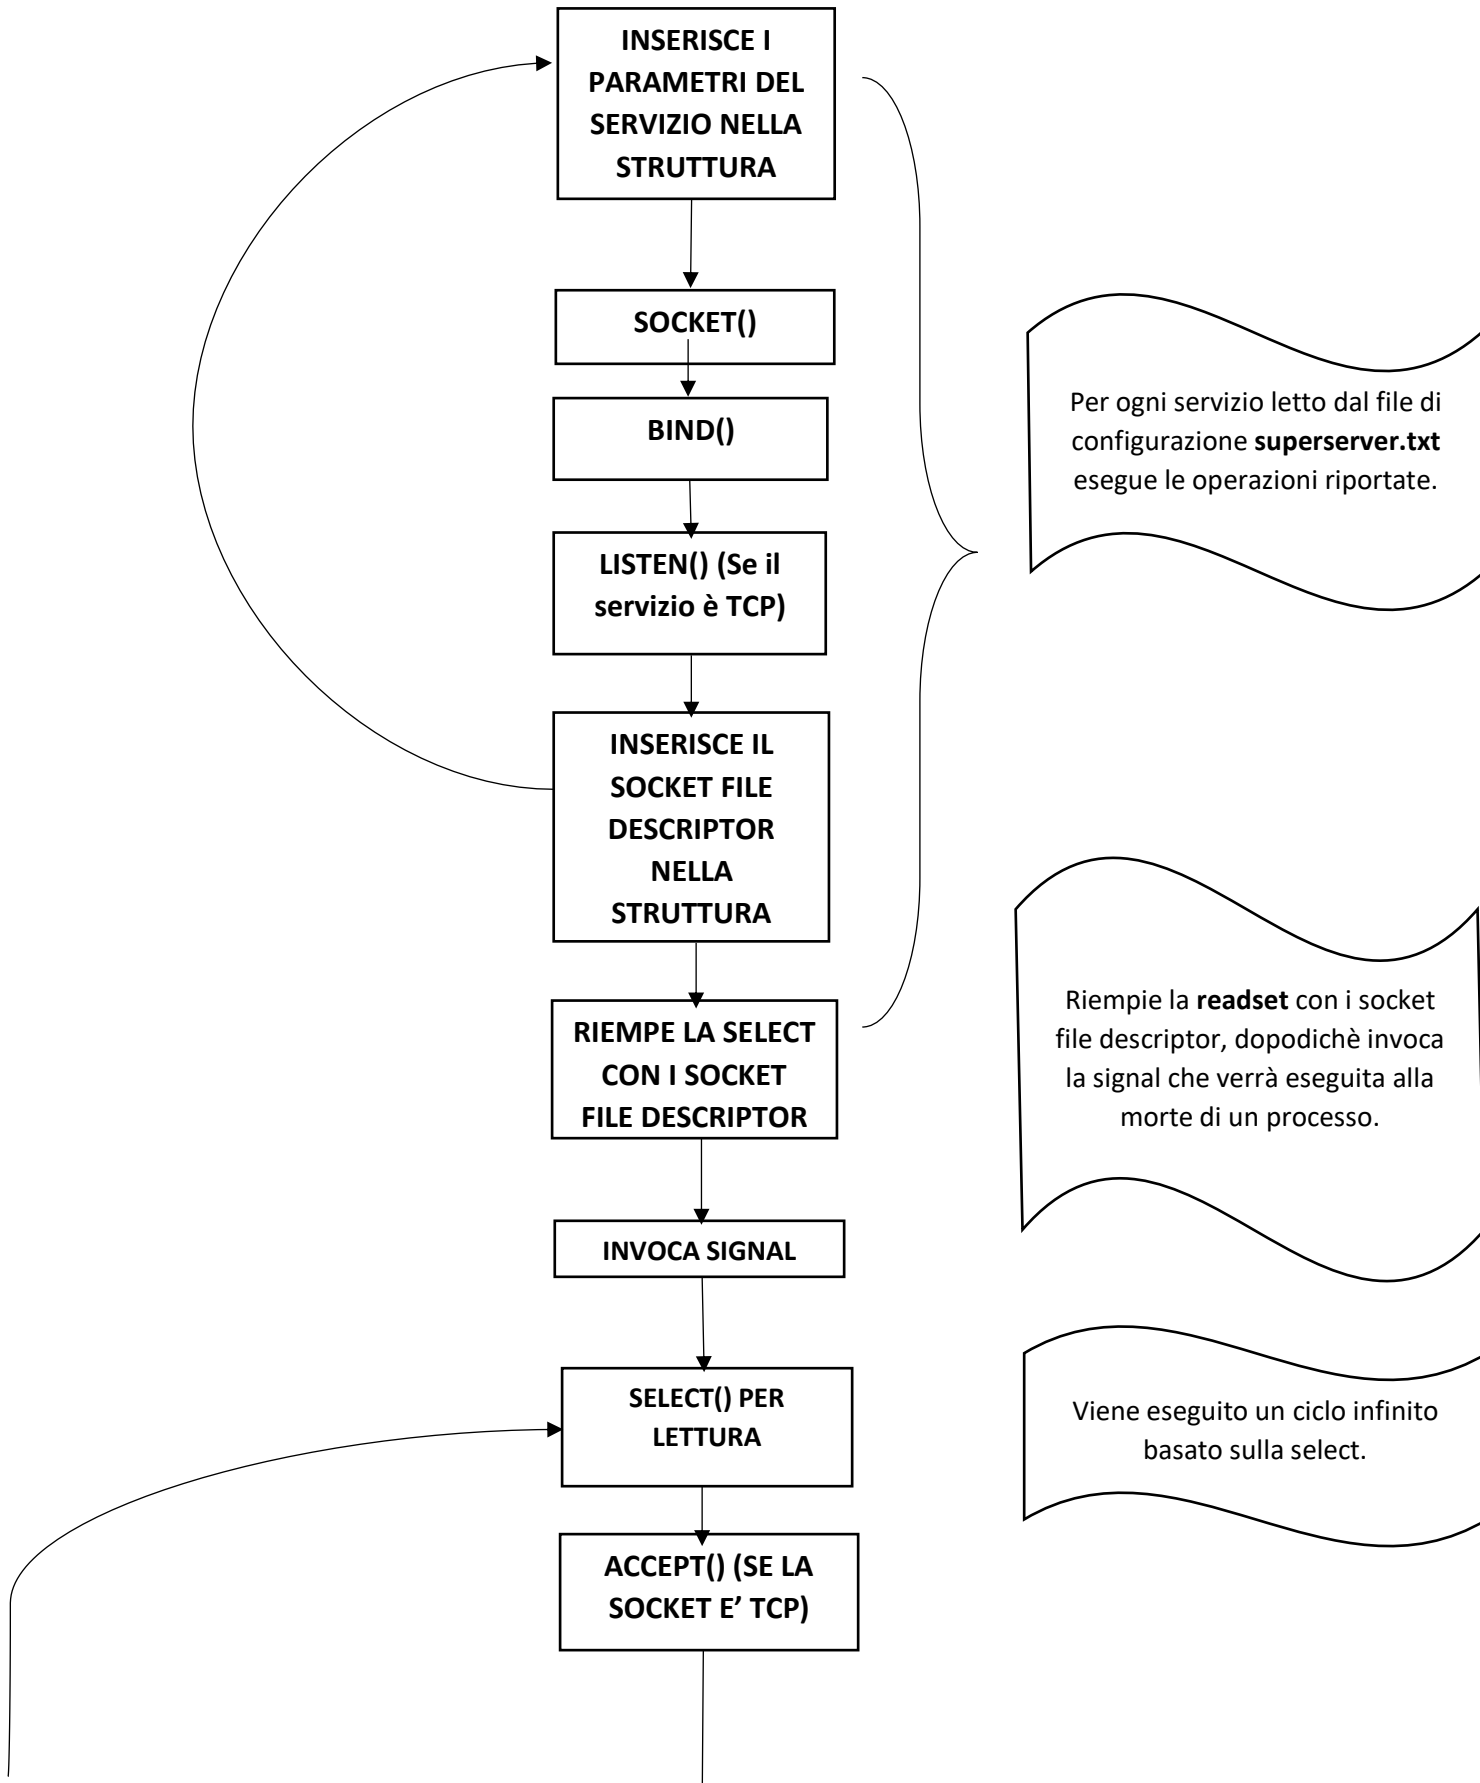 INSERISCE I
PARAMETRI DEL
SERVIZIO NELLA
STRUTTURA
SOCKET()
BIND()
LISTEN() (Se il
servizio è TCP)
INSERISCE IL
SOCKET FILE
DESCRIPTOR
NELLA
STRUTTURA
RIEMPE LA SELECT
CON I SOCKET
FILE DESCRIPTOR
INVOCA SIGNAL
SELECT() PER
LETTURA
ACCEPT() (SE LA
SOCKET E’ TCP)
Per ogni servizio letto dal file di
configurazione superserver.txt
esegue le operazioni riportate.
Riempie la readset con i socket
file descriptor, dopodichè invoca
la signal che verrà eseguita alla
morte di un processo.
Viene eseguito un ciclo infinito
basato sulla select.